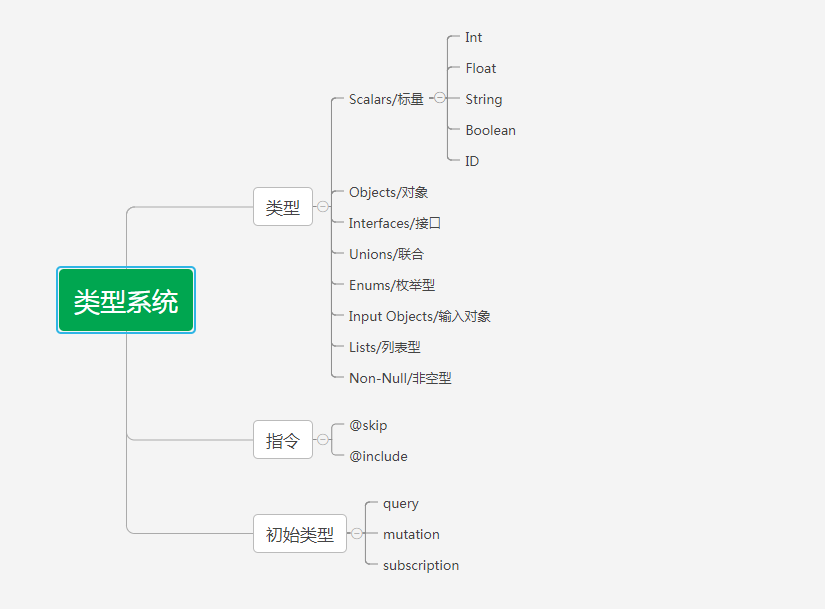 类型系统
类型
Scalars/标量
Int
Float
String
Boolean
ID
Objects/对象
Interfaces/接口
Unions/联合
Enums/枚举型
Input Objects/输入对象
Lists/列表型
Non-Null/非空型
指令
@skip
@include
初始类型
query
mutation
subscription